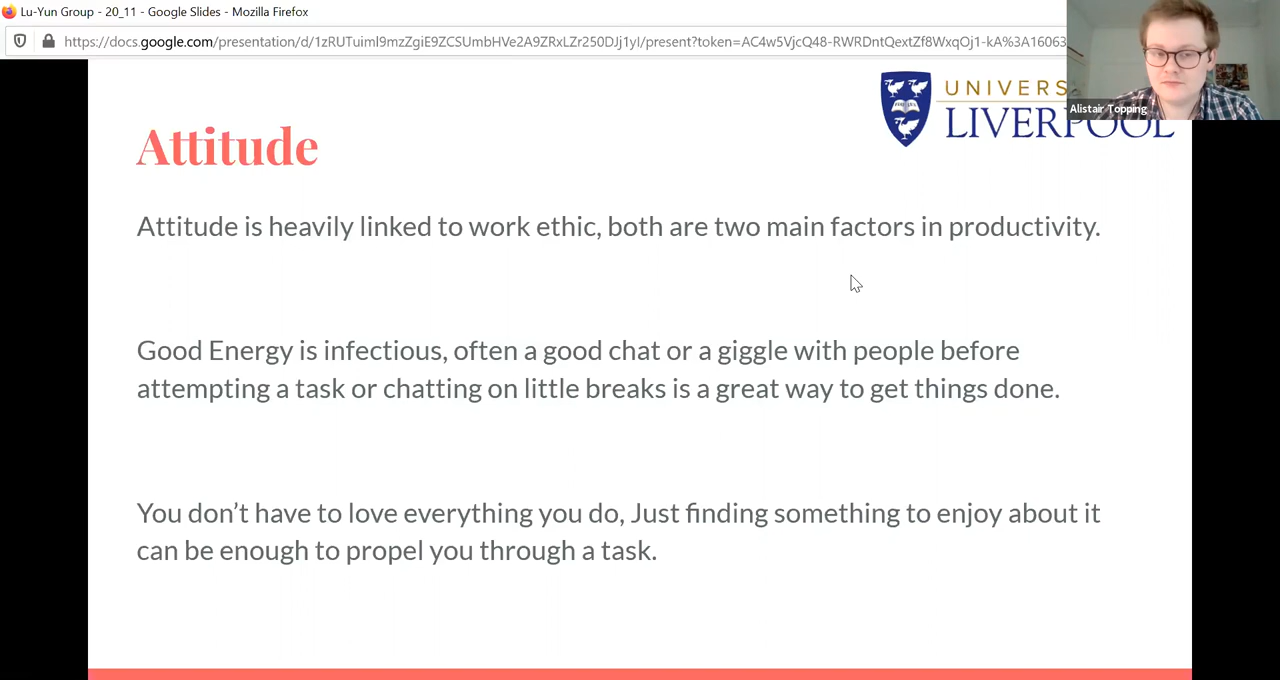 Lu-Yun Group - 20_11 - Google Slides - Mozilla Firefox
https://docs.google.com/presentation/d/1zRUTuimI9mzZgiE9ZCSUmbHVe2A9ZRxLZr250DJj1yI/present?token=AC4w5VjcQ48-RWRDntQextZf8WxqOj1-kA%3A16063
Alistair Topping
UNIVERS
LIVERPOOL
Attitude
Attitude is heavily linked to work ethic, both are two main factors in productivity.
Good Energy is infectious, often a good chat or a giggle with people before
attempting a task or chatting on little breaks is a great way to get things done.
You don’t have to love everything you do, Just finding something to enjoy about it
can be enough to propel you through a task.